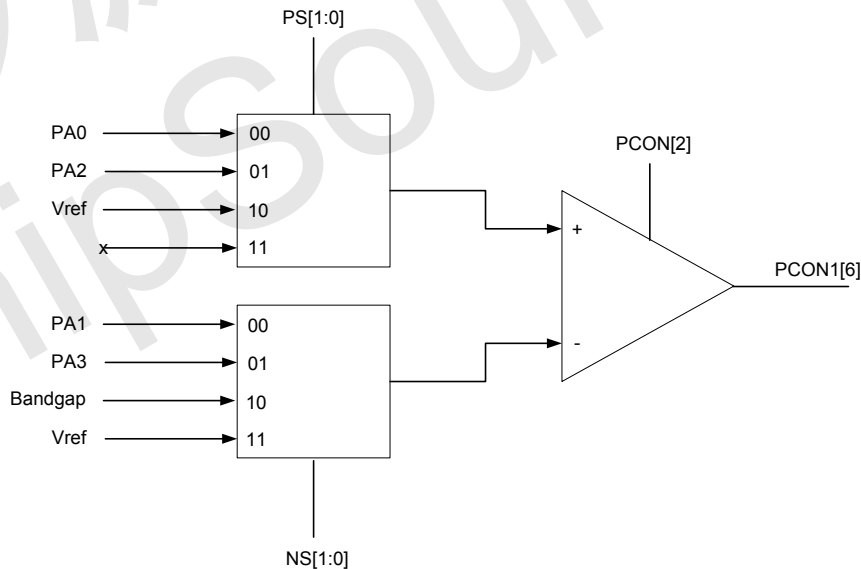 PS[1:0]
PA0
00
PA2
01
Vref
10
x
11
PCON[2]
+
-
PCON1[6]
PA1
00
PA3
01
Bandgap
10
Vref
11
NS[1:0]